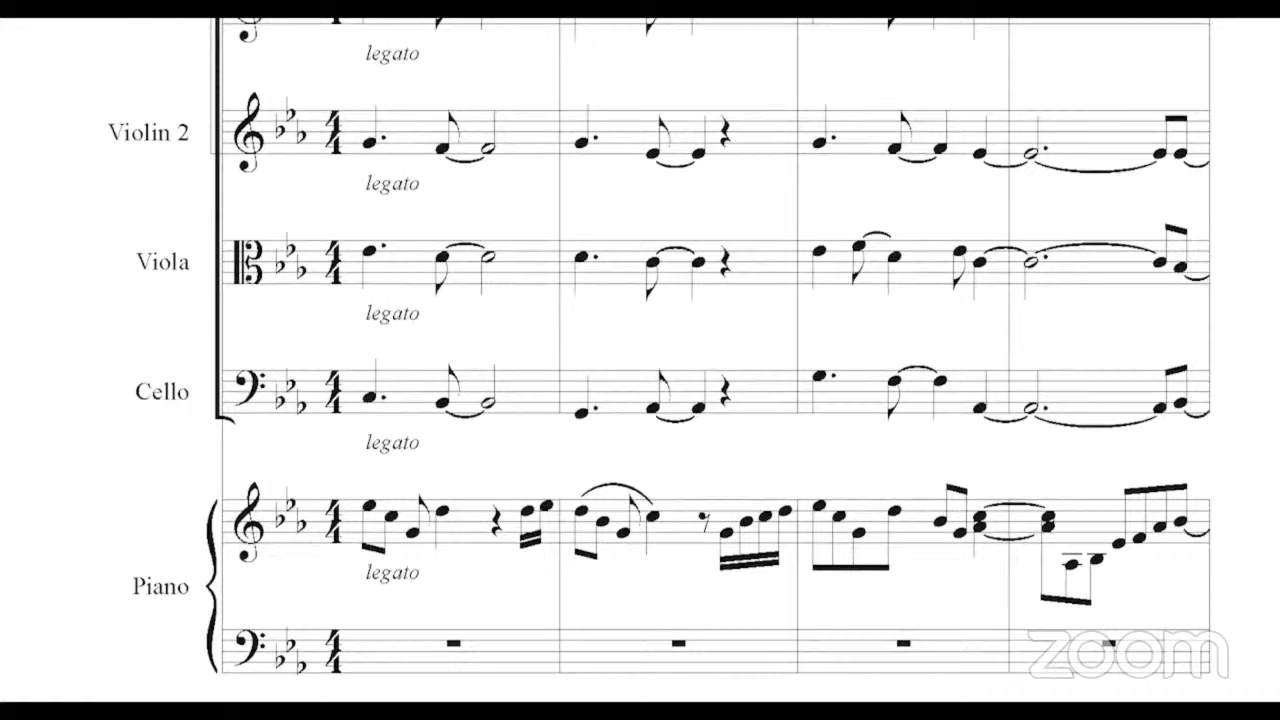 legato
Violin 2
legato
Viola
legato
Cello
legato
legato
Piano
zoom